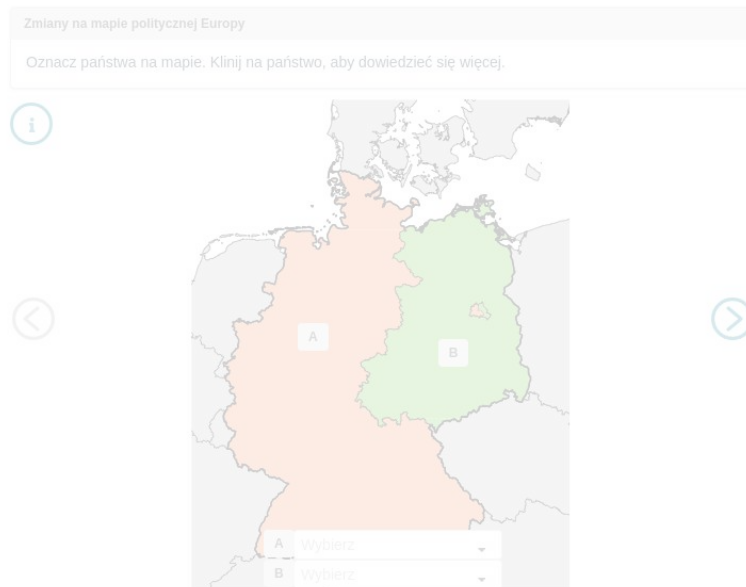 Zmiany na mapie politycznej Europy
Oznacz państwa na mapie. Klinij na państwo, aby dowiedzieć się więcej.
i
A
B
A Wybierz
B Wybierz